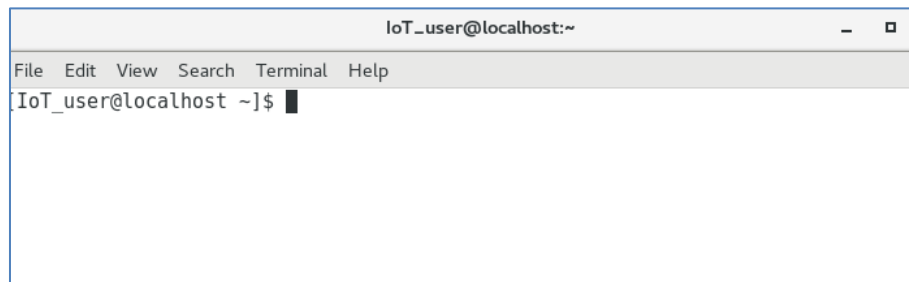 IoT_user@localhost:~
File Edit View Search Terminal Help
[IoT_user@localhost ~]$